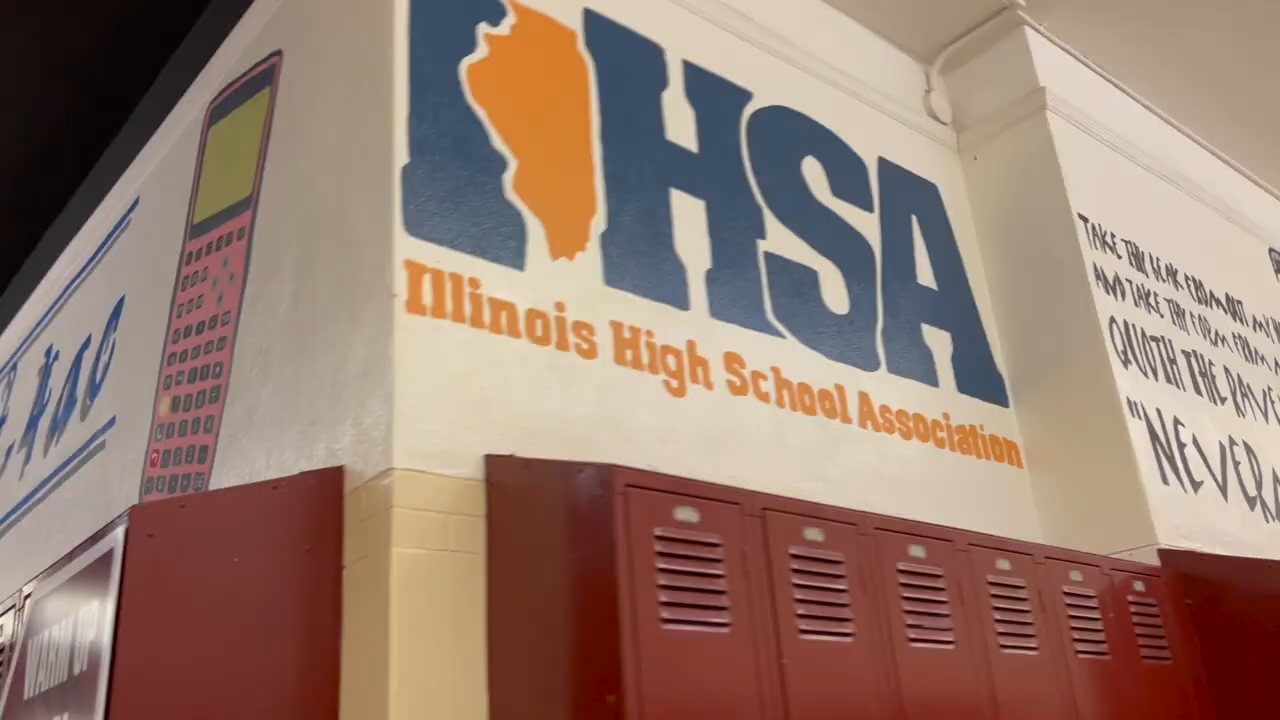 IHSA
Illinois High School Association
TAKE THY BEAK FROM OUT MY
AND TAKE THY FORM FROM
QUOTH THE RAVE
"NEVER
WARM UP